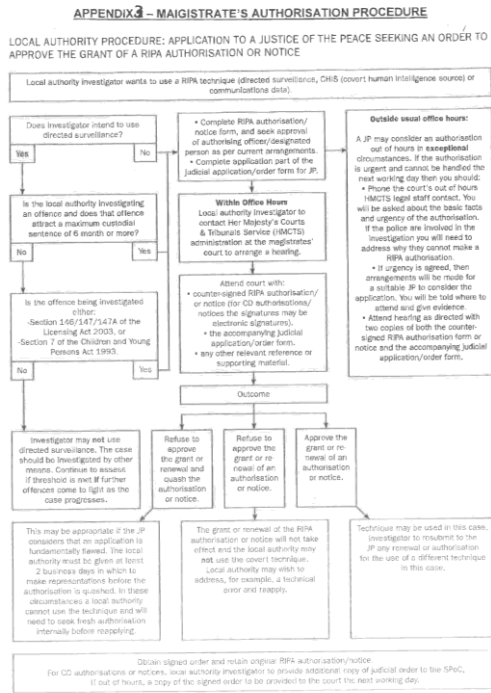 APPENDIX 3 – MAIGISTRATE'S AUTHORISATION PROCEDURE
LOCAL AUTHORITY PROCEDURE: APPLICATION TO A JUSTICE OF THE PEACE SEEKING AN ORDER TO
APPROVE THE GRANT OF A RIPA AUTHORISATION OR NOTICE
Local authority investigator wants to use a RIPA technique (directed surveillance, CHIS (covert human intelligence source) or
communications data).
Does investigator intend to use
directed surveillance?
Yes
No
Is the local authority investigating
an offence and does that offence
attract a maximum custodial
sentence of 6 month or more?
No
Yes
Is the offence being investigated
either:
-Section 146/147/147A of the
Licensing Act 2003, or
-Section 7 of the Children and Young
Persons Act 1993.
No
Yes
Investigator may not use
directed surveillance. The case
should be investigated by other
means. Continue to assess
if threshold is met if further
offences come to light as the
case progresses.
• Complete RIPA authorisation/
notice form, and seek approval
of authorising officer/designated
person as per current arrangements.
• Complete application part of the
judicial application/order form for JP.
Within Office Hours
Local authority investigator to
contact Her Majesty's Courts
& Tribunals Service (HMCTS)
administration at the magistrates'
court to arrange a hearing.
Attend court with:
• counter-signed RIPA authorisation/
or notice (for CD authorisations/
notices the signatures may be
electronic signatures).
• the accompanying judicial
application/order form.
• any other relevant reference or
supporting material.
Outcome
Outside usual office hours:
A JP may consider an authorisation
out of hours in exceptional
circumstances. If the authorisation
is urgent and cannot be handled the
next working day then you should:
• Phone the court's out of hours
HMCTS legal staff contact. You
will be asked about the basic facts
and urgency of the authorisation.
If the police are involved in the
investigation you will need to
address why they cannot make a
RIPA authorisation.
• If urgency is agreed, then
arrangements will be made for
a suitable JP to consider the
application. You will be told where to
attend and give evidence.
• Attend hearing as directed with
two copies of both the counter-
signed RIPA authorisation form or
notice and the accompanying judicial
application/order form.
Refuse to
approve
the grant or
renewal and
quash the
authorisation
or notice.
Refuse to
approve the
grant or re
newal of an
authorisation
or notice.
Approve the
grant or re-
newal of an
authorisation
or notice.
This may be appropriate if the JP
considers that an application is
fundamentally flawed. The local
authority must be given at least
2 business days in which to
make representations before the
authorisation is quashed. In these
circumstances a local authority
cannot use the technique and will
need to seek fresh authorisation
internally before reapplying.
The grant or renewal of the RIPA
authorisation or notice will not take
effect and the local authority may
not use the covert technique.
Local authority may wish to
address, for example, a technical
error and reapply.
Technique may be used in this case.
Investigator to resubmit to the
JP any renewal or authorisation
for the use of a different technique
in this case.
Obtain signed order and retain original RIPA authorisation/notice.
For CD authorisations or notices, local authority investigator to provide additional copy of judicial order to the SPoC.
If out of hours, a copy of the signed order to be provided to the court the next working day.